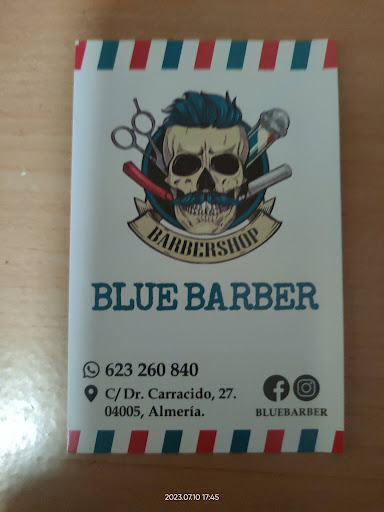 BARBERSHOP
BLUE BARBER
623 260 840
C/ Dr. Carracido, 27.
04005, Almería.
BLUEBARBER
2023.07.10 17:45